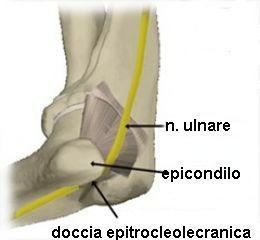 n. ulnare
epicondilo
doccia epitrocleolecranica